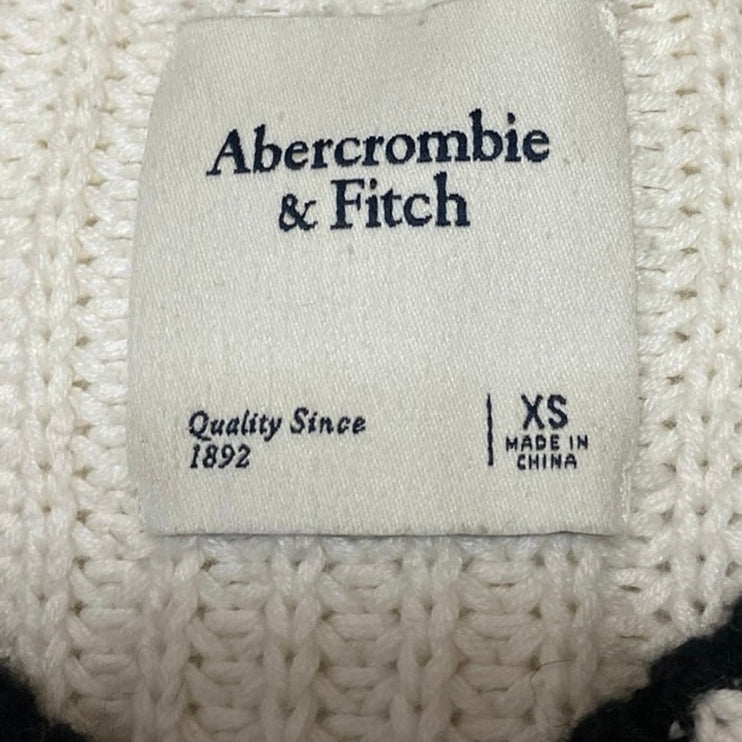 Abercrombie
& Fitch
Quality Since
1892
XS
MADE IN
CHINA